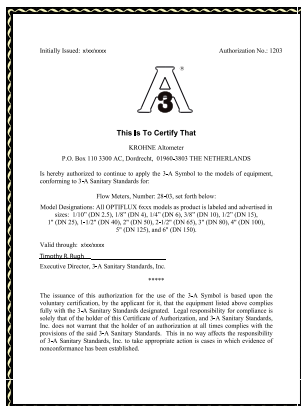 Initially Issued: x/xx/xxxx
Authorization No.: 1203
A
3
®
This Is To Certify That
KROHNE Altometer
P.O. Box 110 3300 AC, Dordrecht, 01960-3803 THE NETHERLANDS
Is hereby authorized to continue to apply the 3-A Symbol to the models of equipment,
conforming to 3-A Sanitary Standards for:
Flow Meters, Number: 28-03, set forth below:
Model Designations: All OPTIFLUX 6xxx models as product is labeled and advertised in
sizes: 1/10" (DN 2.5), 1/8" (DN 4), 1/4" (DN 6), 3/8" (DN 10), 1/2" (DN 15),
1" (DN 25), 1-1/2" (DN 40), 2" (DN 50), 2-1/2" (DN 65), 3" (DN 80), 4" (DN 100),
5" (DN 125), and 6" (DN 150).
Valid through: x/xx/xxxx
Timothy R. Rugh
Executive Director, 3-A Sanitary Standards, Inc.
*****
The issuance of this authorization for the use of the 3-A Symbol is based upon the
voluntary certification, by the applicant for it, that the equipment listed above complies
fully with the 3-A Sanitary Standards designated. Legal responsibility for compliance is
solely that of the holder of this Certificate of Authorization, and 3-A Sanitary Standards,
Inc. does not warrant that the holder of an authorization at all times complies with the
provisions of the said 3-A Sanitary Standards. This in no way affects the responsibility
of 3-A Sanitary Standards, Inc. to take appropriate action in cases in which evidence of
nonconformance has been established.